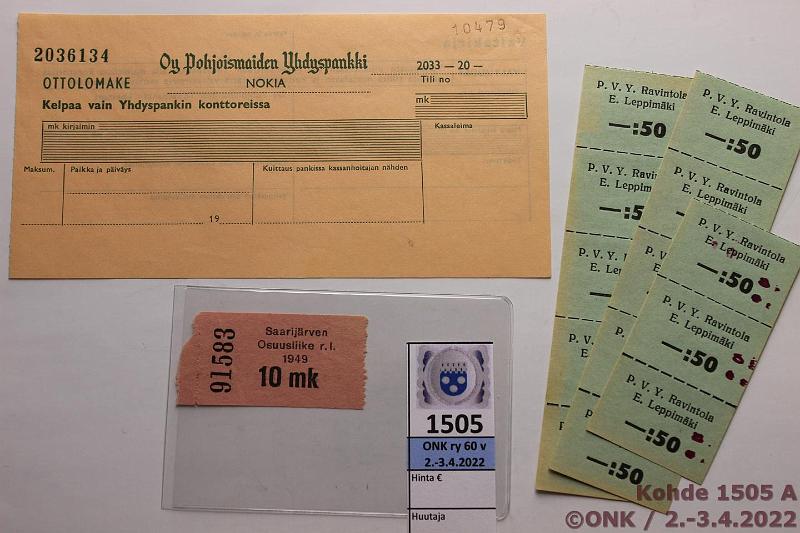 10479
2036134
Oy Pohjoismaiden Yhdyspankki
2033 — 20 —
OTTOLOMAKE
NOKIA
Tili no
Kelpaa vain Yhdyspankin konttoreissa
mk
mk kirjaimin
Kassaleima
Maksum.
Paikka ja päiväys
Kuittaus pankissa kassanhoitajan nähden
19
91583
Saarijärven
Osuusliike r. l.
1949
10 mk
1505
ONK ry 60 v
2.-3.4.2022
Hinta €
Huutaja
P. V. Y. Ravintola
E. Leppimäki
P. V. Y.
E. Lepp
—:5
P. V. Y.
E. Lep
P. V. Y. Ravintola
E. Leppimäki
—:50
P. V. Y. Ravintola
E. Leppimäki
—:50
P. V. Y. Ravintola
E. Leppimäki
—:50
P. V. Y. Ravintola
E. Leppimäki
—:50
P. V. Y. Ravintola
E. Leppimäki
—:50
Kohde 1505 A
©ONK / 2.-3.4.2022